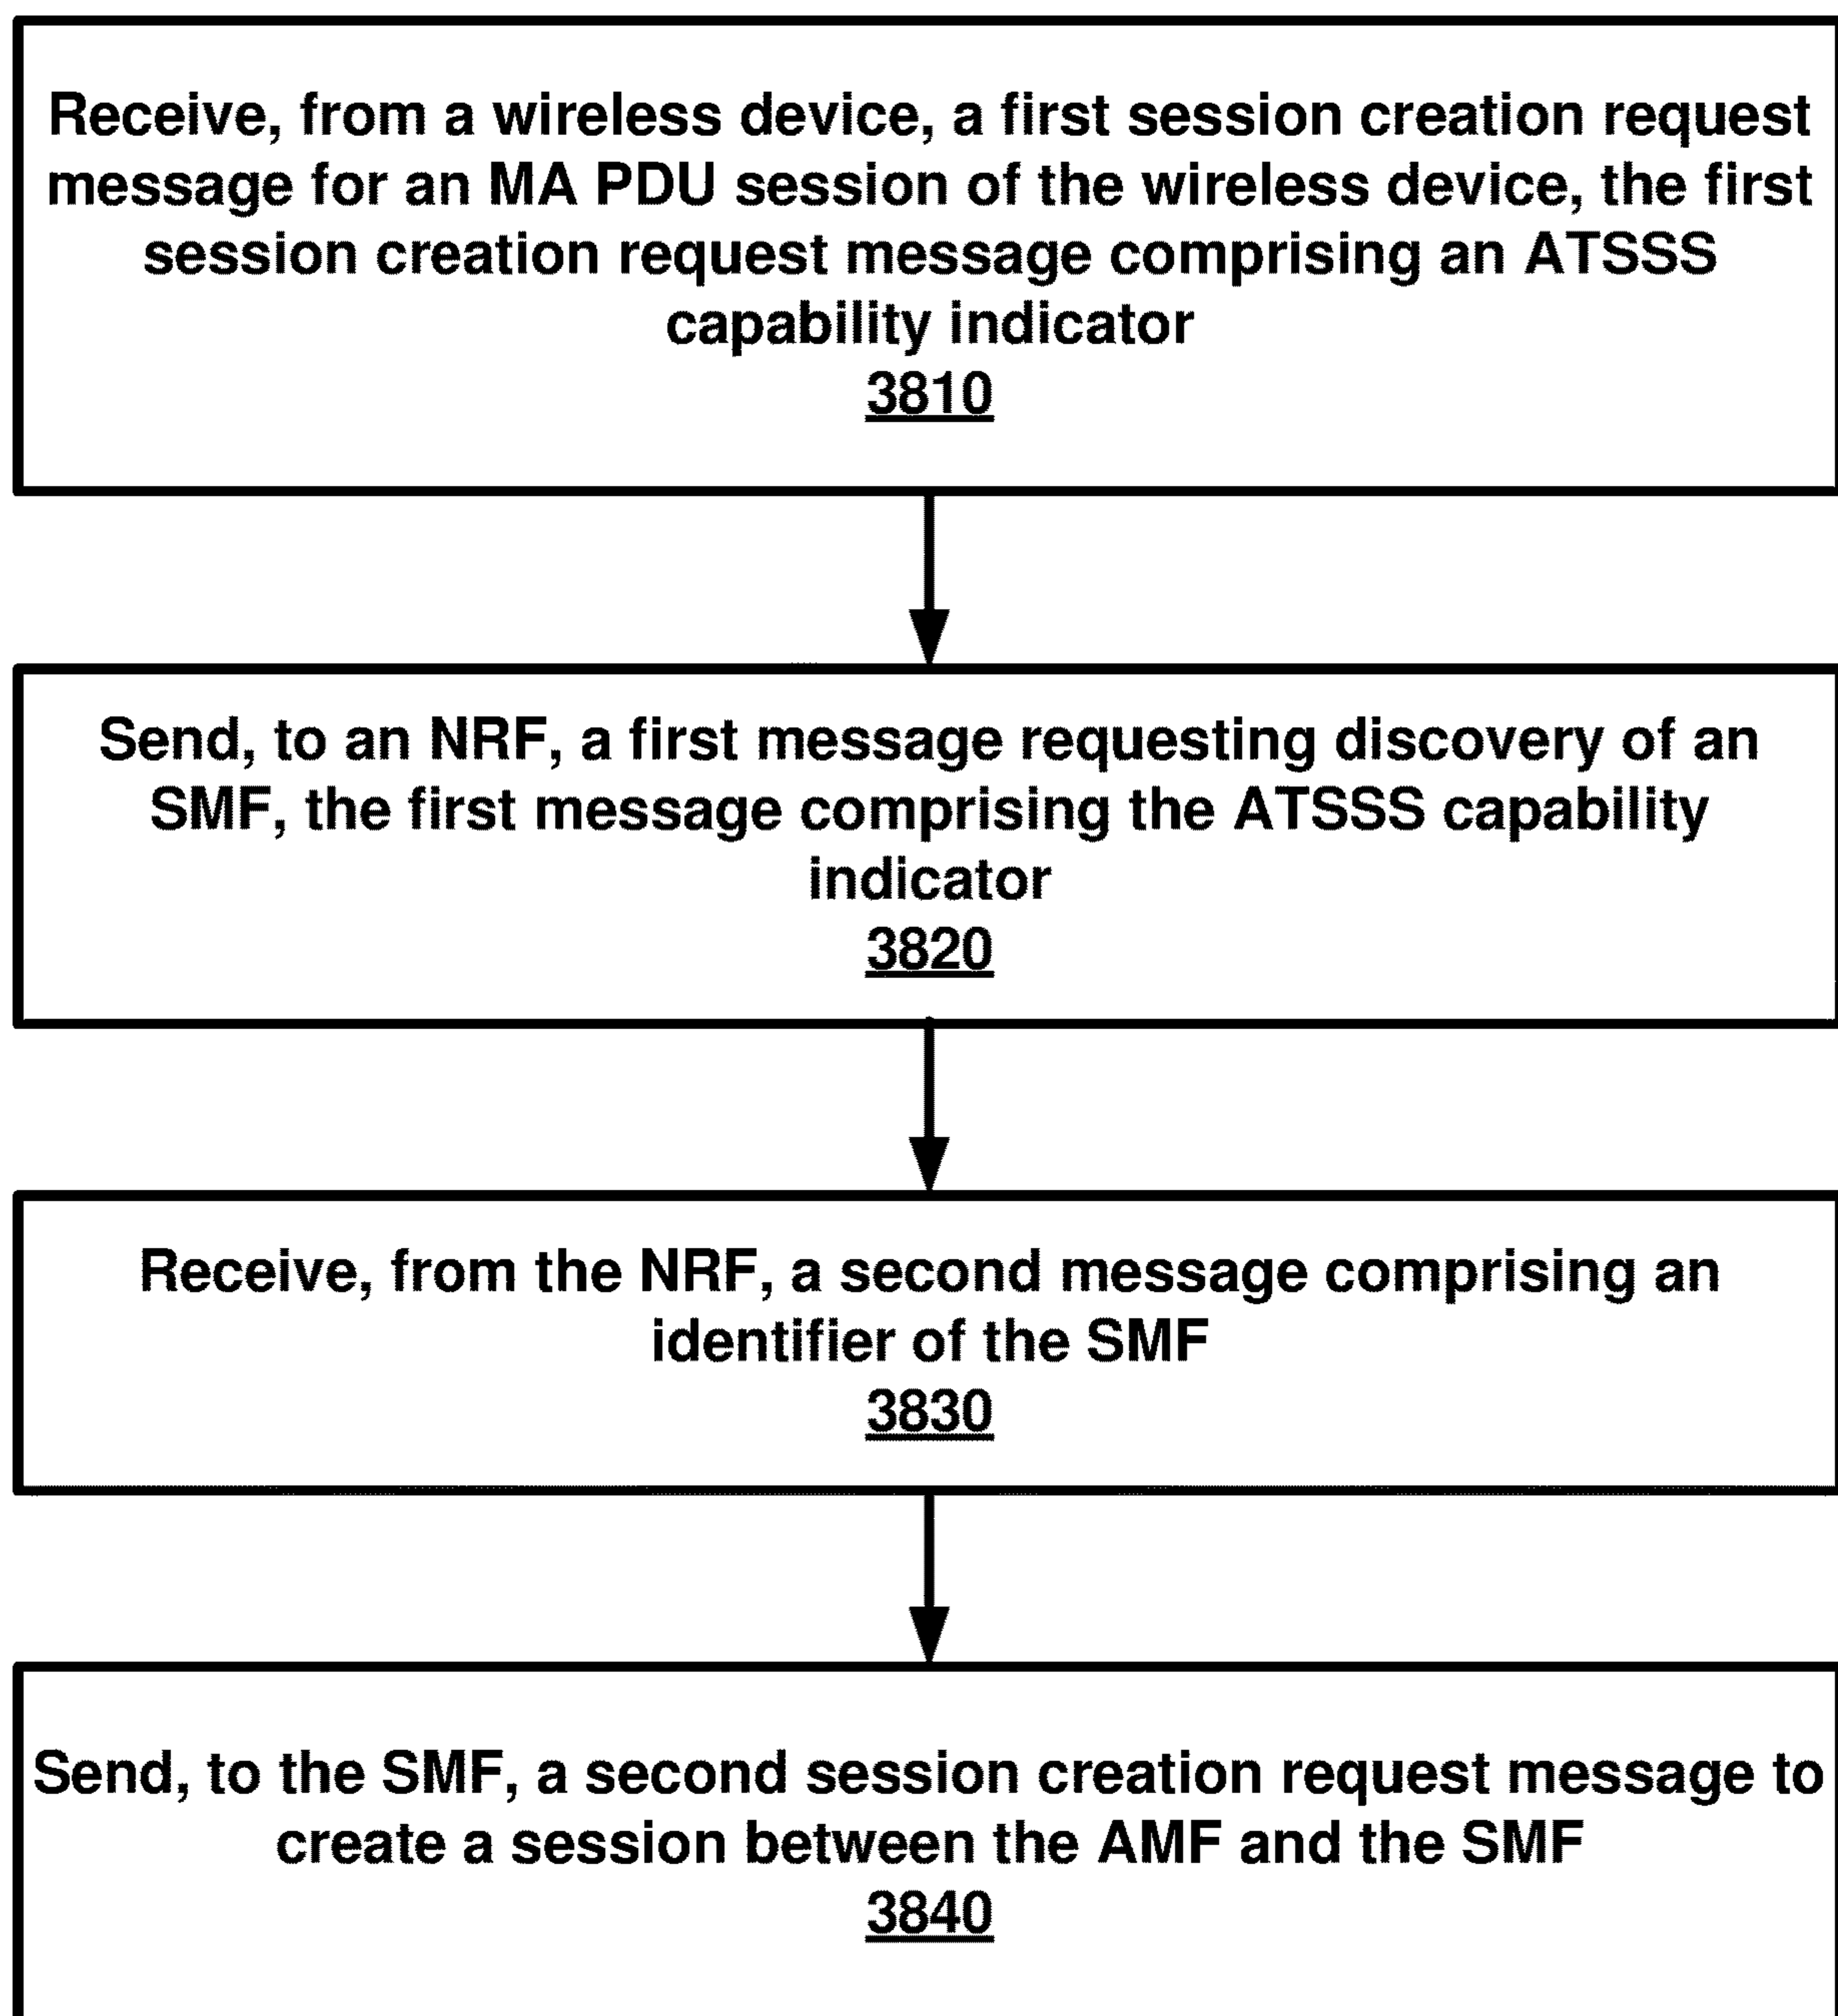 Receive, from a wireless device, a first session creation request
message for an MA PDU session of the wireless device, the first
session creation request message comprising an ATSSS
capability indicator
3810
Send, to an NRF, a first message requesting discovery of an
SMF, the first message comprising the ATSSS capability
indicator
3820
Receive, from the NRF, a second message comprising an
identifier of the SMF
3830
Send, to the SMF, a second session creation request message to
create a session between the AMF and the SMF
3840